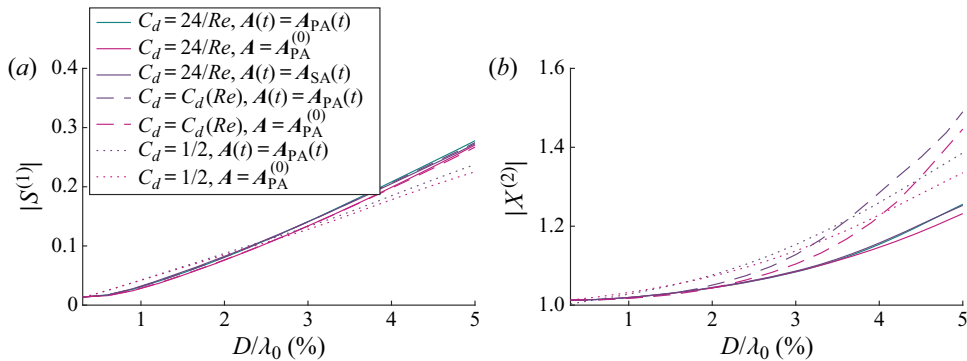 (a)
C_d = 24/Re, A(t) = A_PA(t)
C_d = 24/Re, A = A_PA^(0)
C_d = 24/Re, A(t) = A_SA(t)
C_d = C_d(Re), A(t) = A_PA(t)
C_d = C_d(Re), A = A_PA^(0)
C_d = 1/2, A(t) = A_PA(t)
C_d = 1/2, A = A_PA^(0)
0.4
0.3
0.2
0.1
0
|S^(1)|
1 2 3 4 5
D/λ_0 (%)
(b)
1.6
1.4
1.2
1.0
|X^(2)|
1 2 3 4 5
D/λ_0 (%)